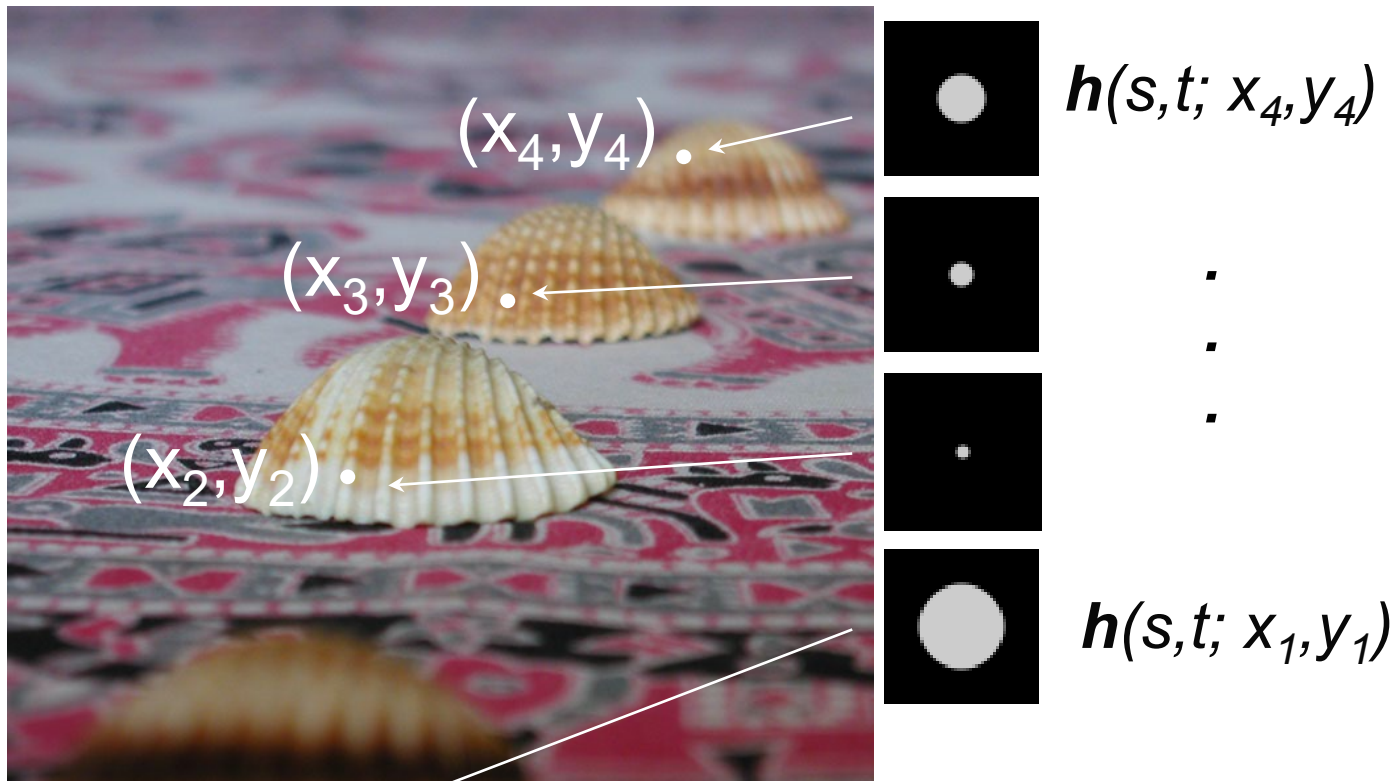 (x₄,y₄)
h(s,t; x₄,y₄)
(x₃,y₃)
.
.
.
(x₂,y₂)
h(s,t; x₁,y₁)